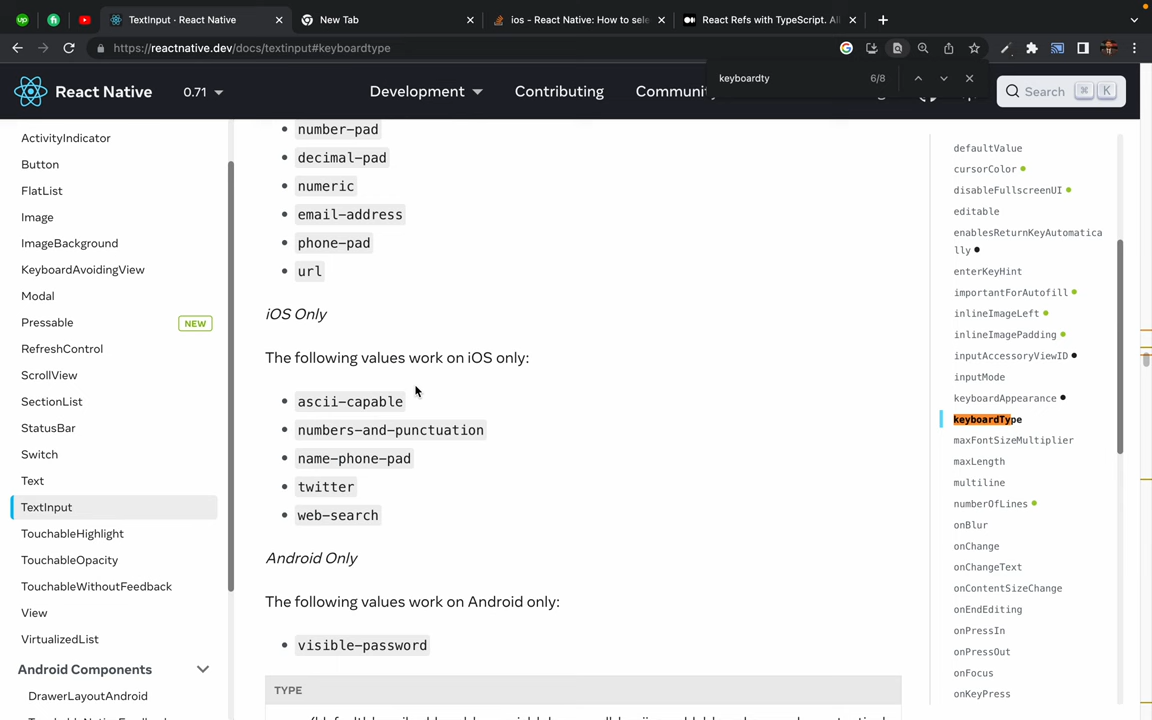 TextInput · React Native
New Tab
ios - React Native: How to sele
React Refs with TypeScript. Al
https://reactnative.dev/docs/textinput#keyboardtype
keyboardty
6/8
React Native
0.71
Development
Contributing
Community
Search
⌘
K
ActivityIndicator
Button
FlatList
Image
ImageBackground
KeyboardAvoidingView
Modal
Pressable
NEW
RefreshControl
ScrollView
SectionList
StatusBar
Switch
Text
TextInput
TouchableHighlight
TouchableOpacity
TouchableWithoutFeedback
View
VirtualizedList
Android Components
DrawerLayoutAndroid
number-pad
decimal-pad
numeric
email-address
phone-pad
url
iOS Only
The following values work on iOS only:
ascii-capable
numbers-and-punctuation
name-phone-pad
twitter
web-search
Android Only
The following values work on Android only:
visible-password
TYPE
defaultValue
cursorColor
disableFullscreenUI
editable
enablesReturnKeyAutomatica
lly
enterKeyHint
importantForAutofill
inlineImageLeft
inlineImagePadding
inputAccessoryViewID
inputMode
keyboardAppearance
keyboardType
maxFontSizeMultiplier
maxLength
multiline
numberOfLines
onBlur
onChange
onChangeText
onContentSizeChange
onEndEditing
onPressIn
onPressOut
onFocus
onKeyPress